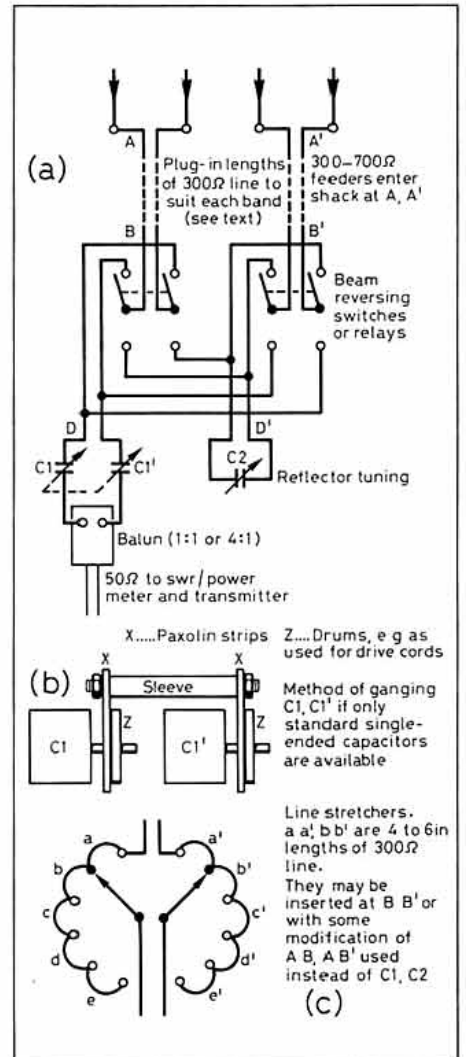 (a)
A
A'
Plug-in lengths
of 300Ω line to
suit each band
(see text)
300-700Ω
feeders enter
shack at A, A'
B
B'
Beam
reversing
switches
or relays
D
D'
C1
C1'
C2
Reflector tuning
Balun (1:1 or 4:1)
50Ω to swr/power
meter and transmitter
X.....Paxolin strips
Z....Drums, e g as
used for drive cords
(b)
X
X
Sleeve
Z
Z
C1
C1'
Method of ganging
C1, C1' if only
standard single-
ended capacitors
are available
a
a'
b
b'
c
c'
d
d'
e
e'
Line stretchers.
a a', b b' are 4 to 6in
lengths of 300Ω
line.
They may be
inserted at B B' or
with some
modification of
A B, A B' used
instead of C1, C2
(c)